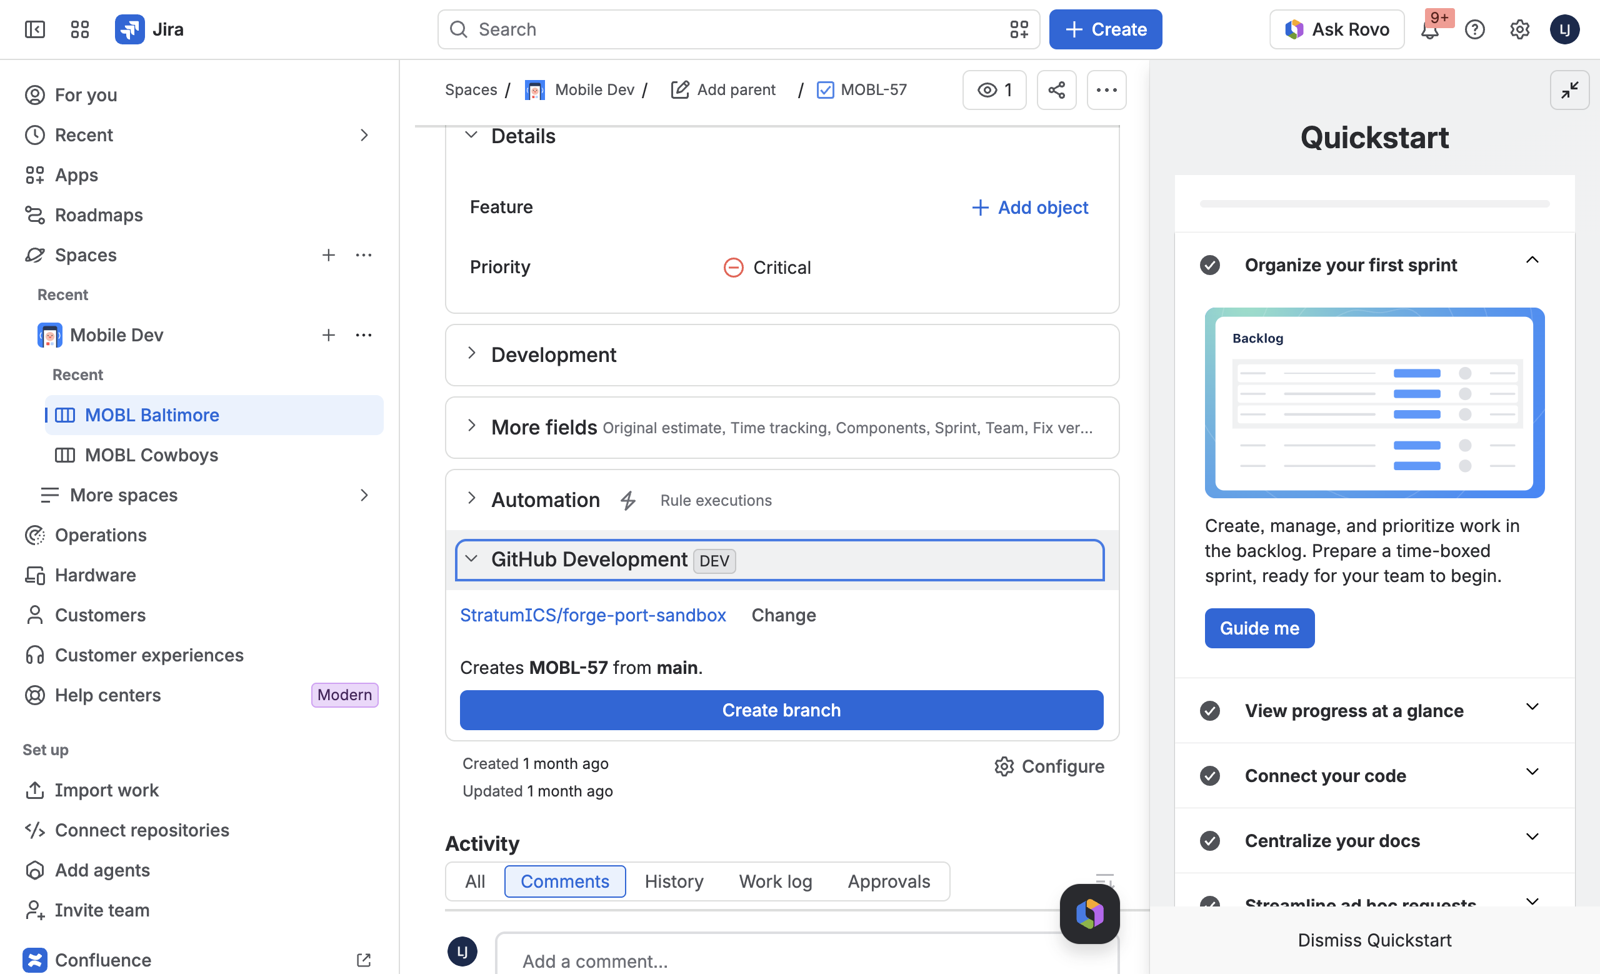 Jira
Search
Create
Ask Rovo
9+
LJ
For you
Recent
Apps
Roadmaps
Spaces
Recent
Mobile Dev
Recent
MOBL Baltimore
MOBL Cowboys
More spaces
Operations
Hardware
Customers
Customer experiences
Help centers Modern
Set up
Import work
Connect repositories
Add agents
Invite team
Confluence
Spaces / Mobile Dev / Add parent / MOBL-57
1
Details
Feature
Add object
Priority
Critical
Development
More fields Original estimate, Time tracking, Components, Sprint, Team, Fix ver...
Automation Rule executions
GitHub Development DEV
StratumICS/forge-port-sandbox Change
Creates MOBL-57 from main.
Create branch
Created 1 month ago
Updated 1 month ago
Configure
Activity
All Comments History Work log Approvals
LJ
Add a comment...
Quickstart
Organize your first sprint
Backlog
Create, manage, and prioritize work in
the backlog. Prepare a time-boxed
sprint, ready for your team to begin.
Guide me
View progress at a glance
Connect your code
Centralize your docs
Streamline ad hoc requests
Dismiss Quickstart